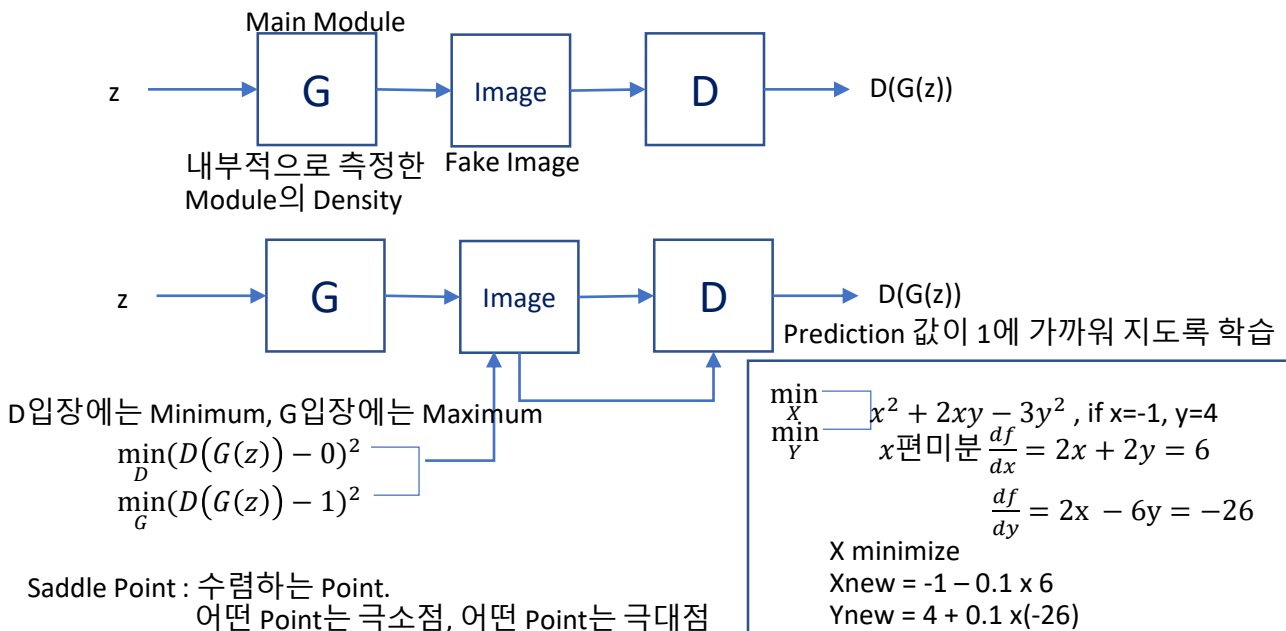 Main Module
z
G
Image
D
D(G(z))
내부적으로 측정한
Module의 Density
Fake Image
z
G
Image
D
D(G(z))
Prediction 값이 1에 가까워 지도록 학습
D입장에는 Minimum, G입장에는 Maximum
min_D (D(G(z)) − 0)²
min_G (D(G(z)) − 1)²
Saddle Point : 수렴하는 Point.
어떤 Point는 극소점, 어떤 Point는 극대점
min_X
min_Y
x² + 2xy − 3y² , if x=-1, y=4
x편미분 df/dx = 2x + 2y = 6
df/dy = 2x − 6y = −26
X minimize
Xnew = -1 – 0.1 x 6
Ynew = 4 + 0.1 x(-26)